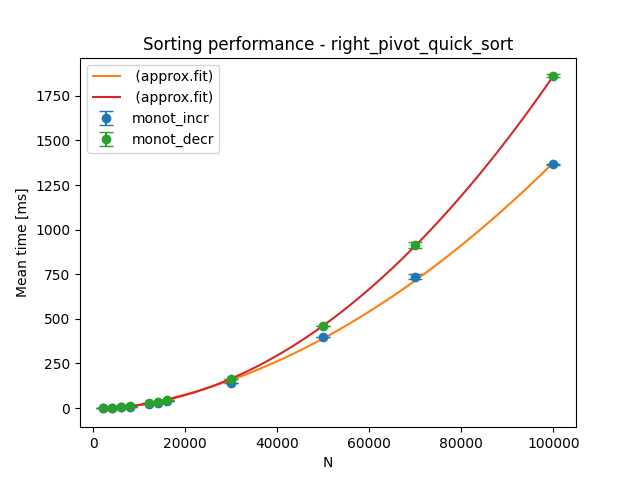 Sorting performance - right_pivot_quick_sort
(approx.fit)
(approx.fit)
monot_incr
monot_decr
Mean time [ms]
1750
1500
1250
1000
750
500
250
0
0
20000
40000
60000
80000
100000
N